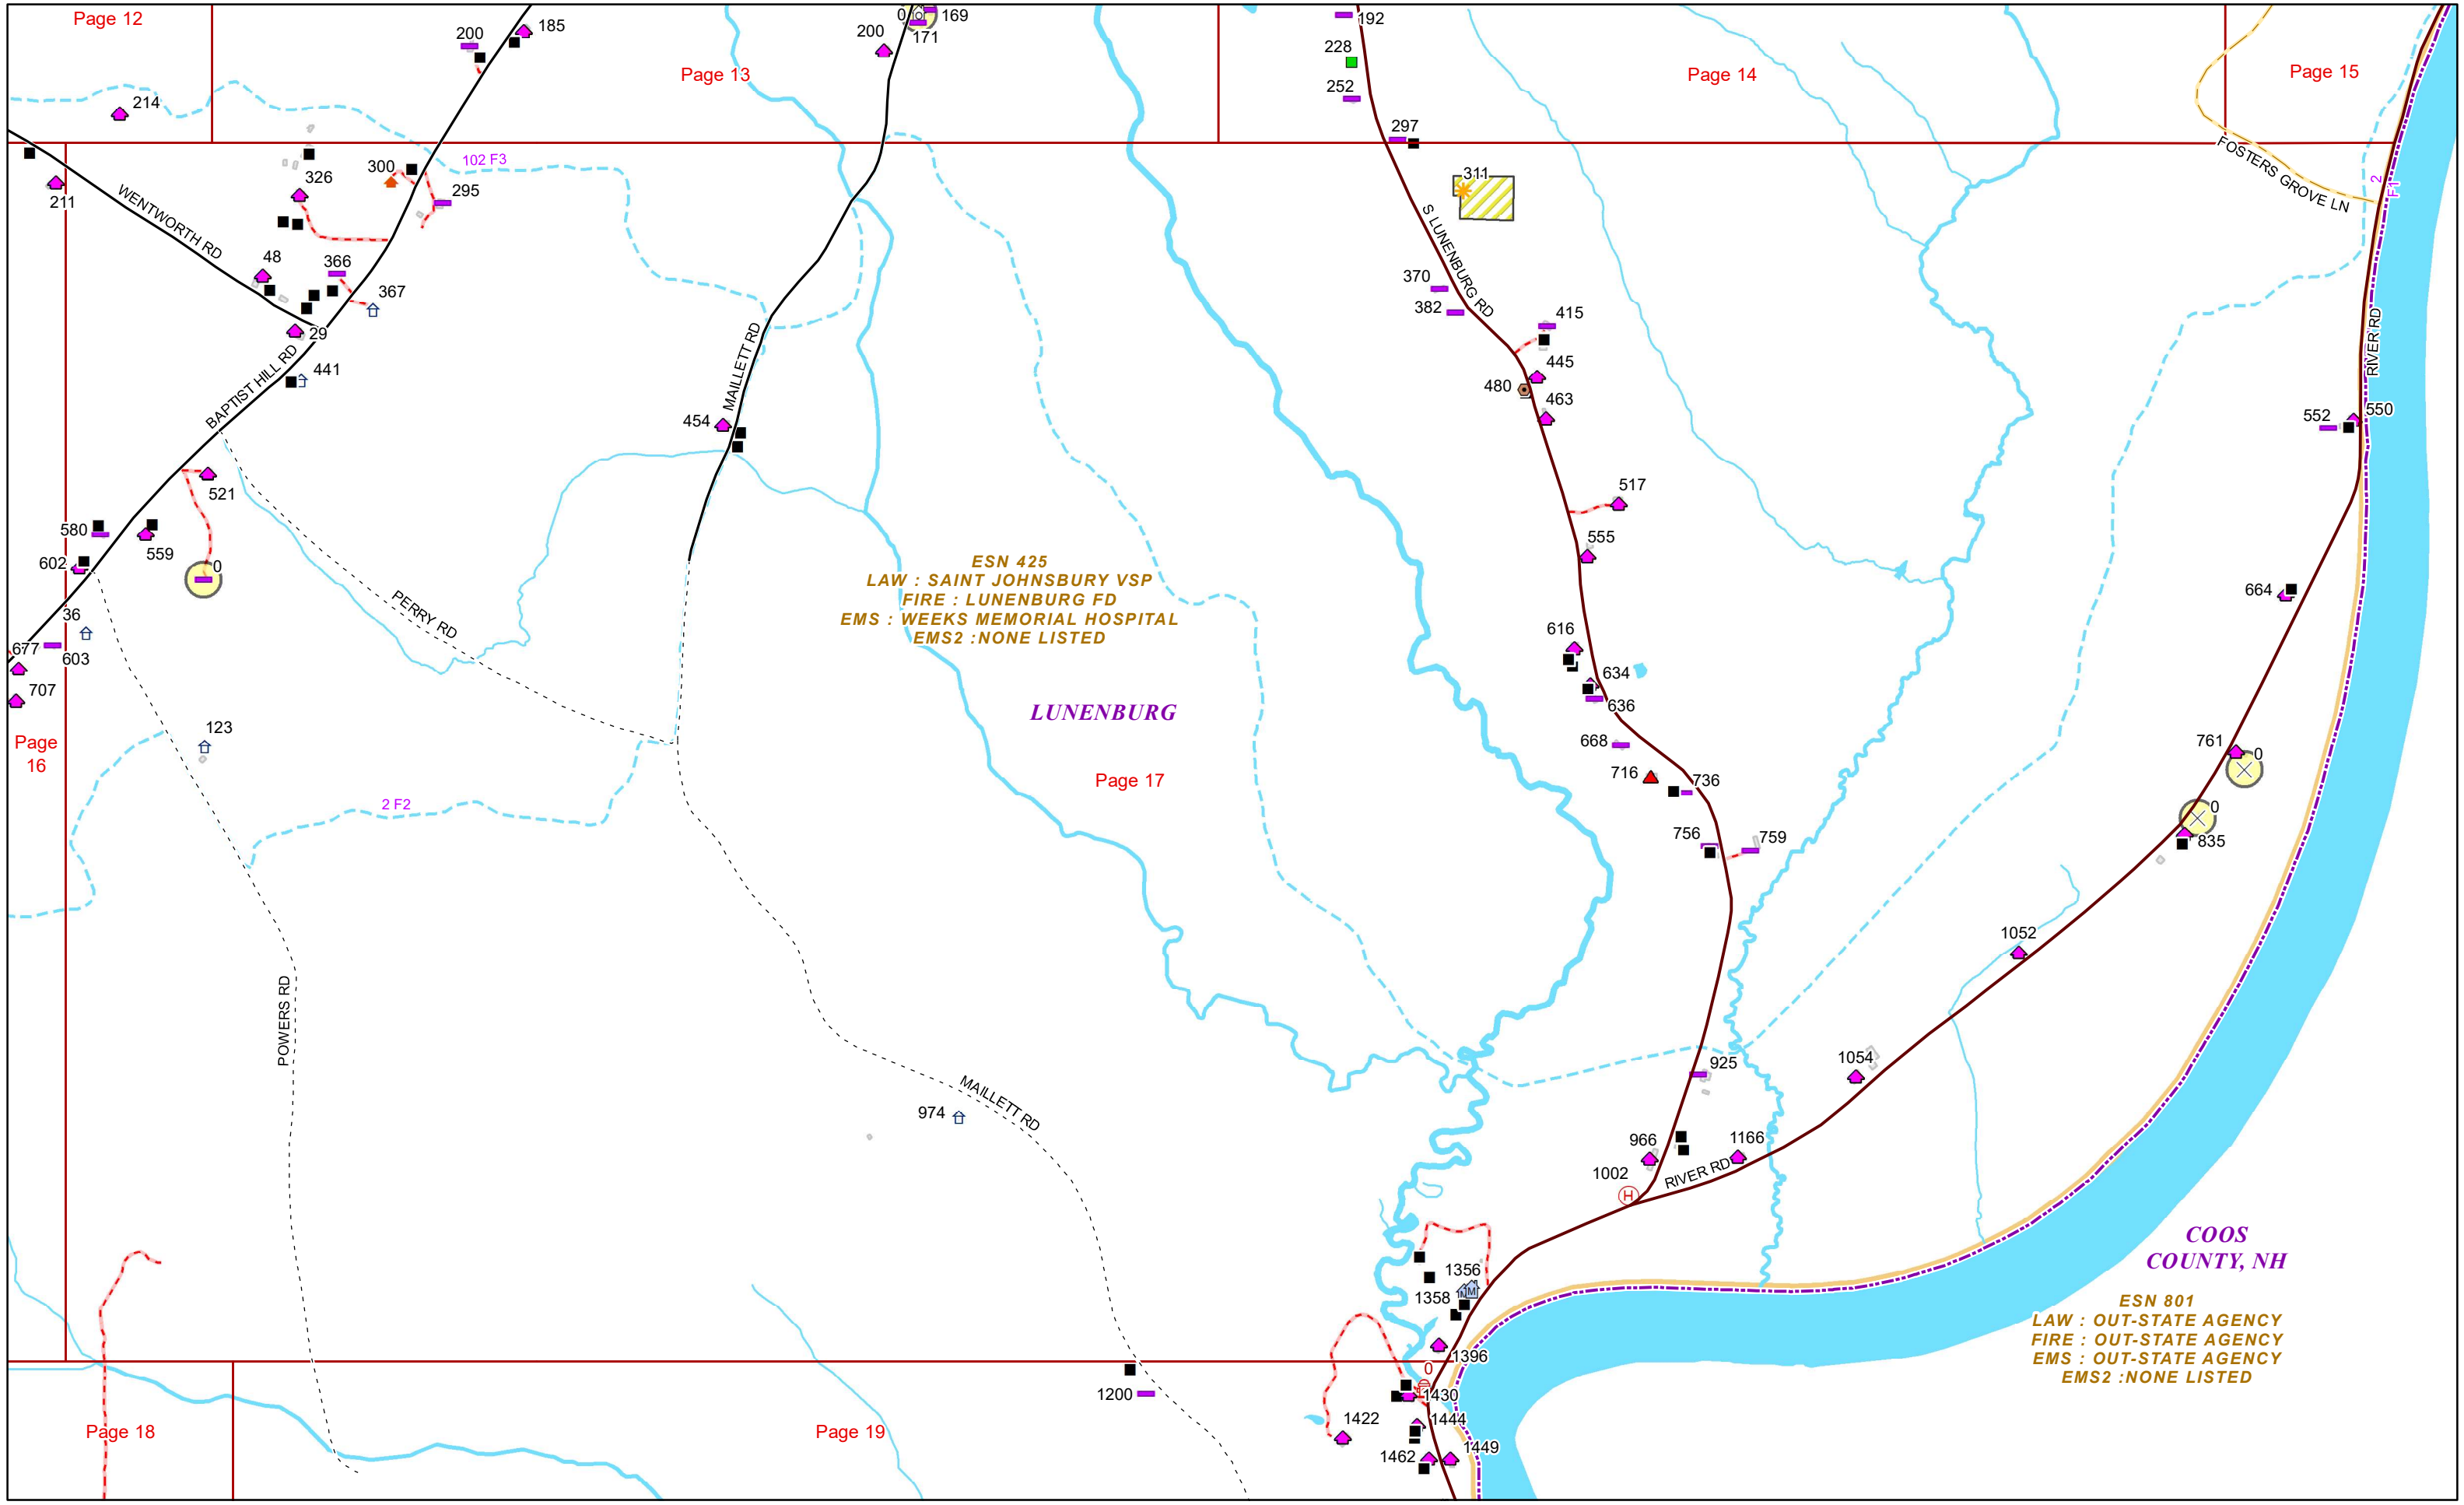 Page 12
200
185
Page 13
200
0
169
171
192
228
252
Page 14
Page 15
214
297
FOSTERS GROVE LN
2
F1
211
WENTWORTH RD
326
300
102 F3
295
311
S LUNENBURG RD
48
366
367
29
BAPTIST HILL RD
441
MAILLETT RD
454
370
382
415
445
480
463
RIVER RD
552
550
521
580
559
602
0
517
555
36
677
603
707
PERRY RD
ESN 425
LAW : SAINT JOHNSBURY VSP
FIRE : LUNENBURG FD
EMS : WEEKS MEMORIAL HOSPITAL
EMS2 :NONE LISTED
LUNENBURG
Page 17
664
616
634
636
668
716
736
756
759
761
0
0
835
Page
16
123
2 F2
POWERS RD
MAILLETT RD
974
1052
1054
925
966
1166
1002
H
RIVER RD
COOS
COUNTY, NH
ESN 801
LAW : OUT-STATE AGENCY
FIRE : OUT-STATE AGENCY
EMS : OUT-STATE AGENCY
EMS2 :NONE LISTED
1356
M
1358
1396
0
1430
1200
1422
1444
1462
1449
Page 18
Page 19